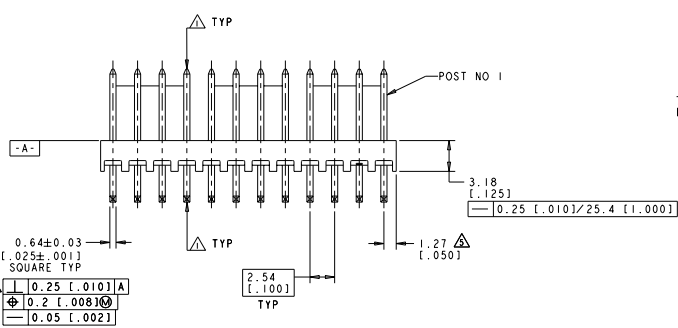 1 TYP
POST NO 1
-A-
3.18
[.125]
0.25 [.010]/25.4 [1.000]
0.64±0.03
[.025±.001]
SQUARE TYP
1 TYP
1.27 5
[.050]
2.54
[.100]
TYP
⊥ 0.25 [.010] A
⌖ 0.2 [.008]Ⓜ
— 0.05 [.002]